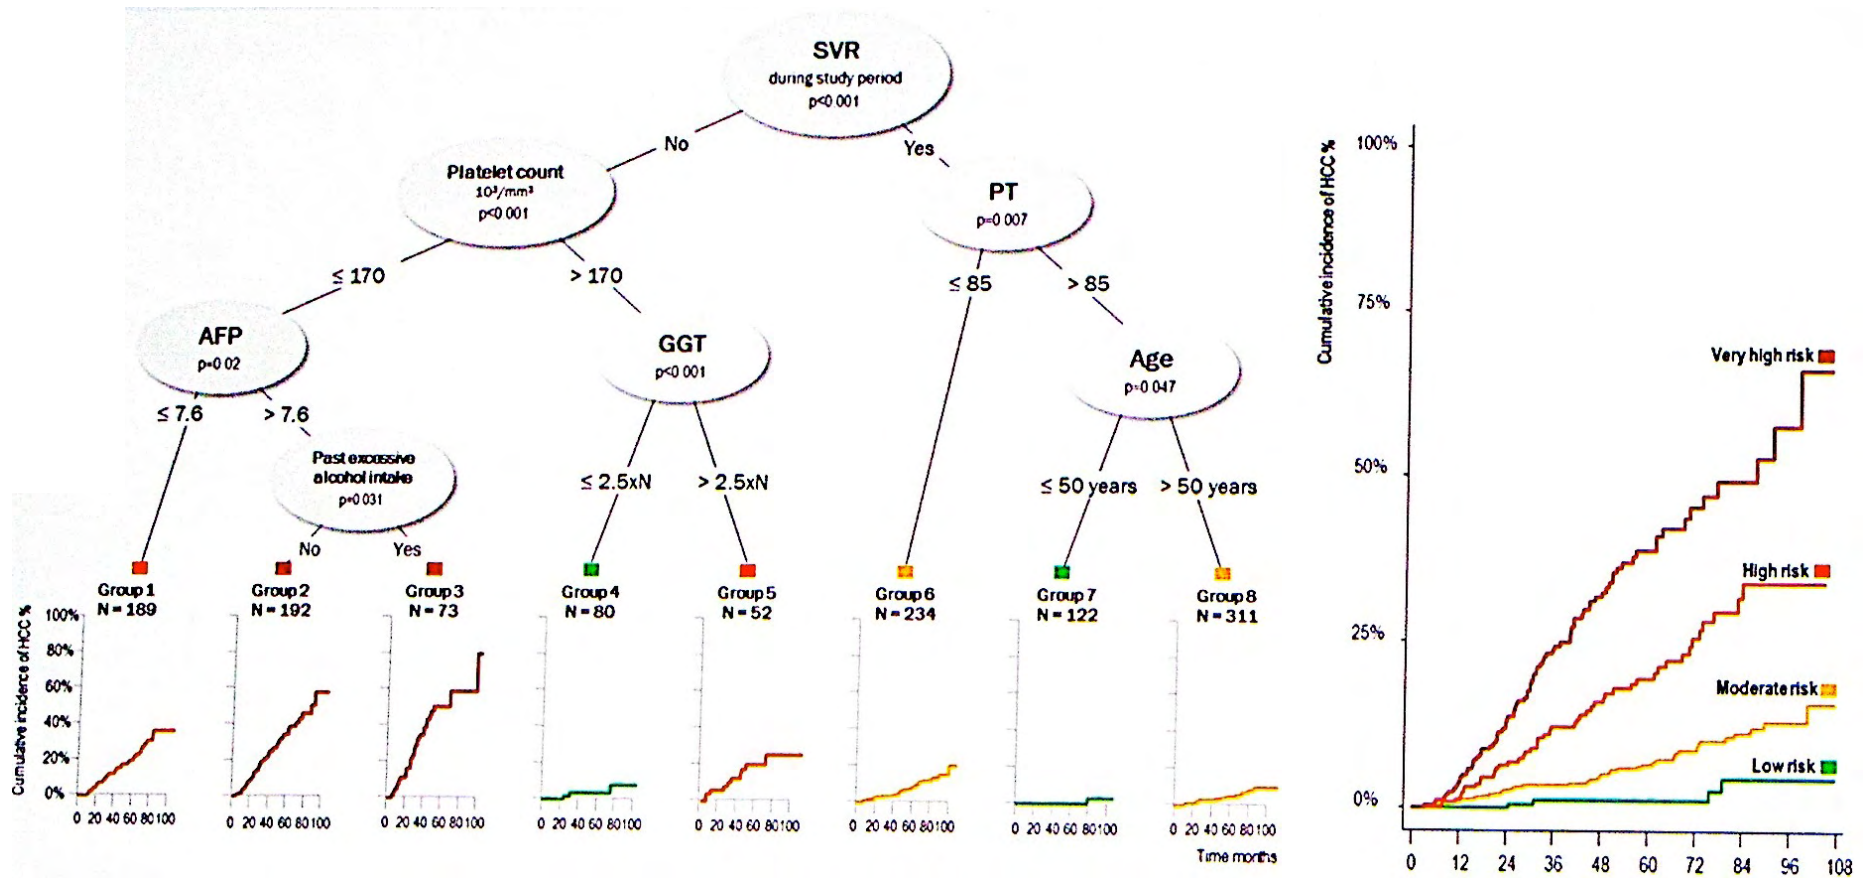 SVR
during study period
p<0.001
No
Yes
Platelet count
10³/mm³
p<0.001
PT
p=0.007
≤ 170
> 170
≤ 85
> 85
AFP
p=0.02
GGT
p<0.001
Age
p=0.047
≤ 7.6
> 7.6
Past excessive
alcohol intake
p=0.031
≤ 2.5xN
> 2.5xN
≤ 50 years
> 50 years
No
Yes
Group 1
N = 189
Group 2
N = 192
Group 3
N = 73
Group 4
N = 80
Group 5
N = 52
Group 6
N = 234
Group 7
N = 122
Group 8
N = 311
Cumulative incidence of HCC %
100%
80%
60%
40%
20%
0%
0 20 40 60 80 100
0 20 40 60 80 100
0 20 40 60 80 100
0 20 40 60 80 100
0 20 40 60 80 100
0 20 40 60 80 100
0 20 40 60 80 100
0 20 40 60 80 100
Time months
Cumulative incidence of HCC %
100%
75%
50%
25%
0%
Very high risk
High risk
Moderate risk
Low risk
0 12 24 36 48 60 72 84 96 108